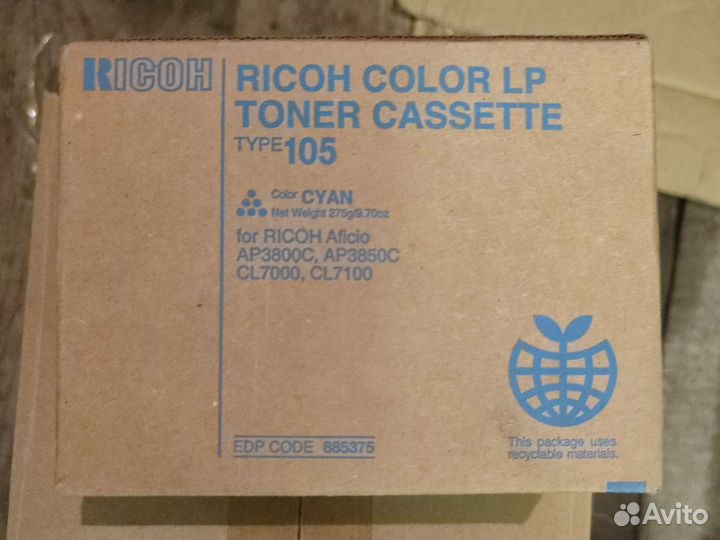 RICOH
RICOH COLOR LP
TONER CASSETTE
TYPE 105
Color CYAN
Net Weight 275g/9.70oz
for RICOH Aficio
AP3800C, AP3850C
CL7000, CL7100
EDP CODE 885375
This package uses
recyclable materials.
Avito